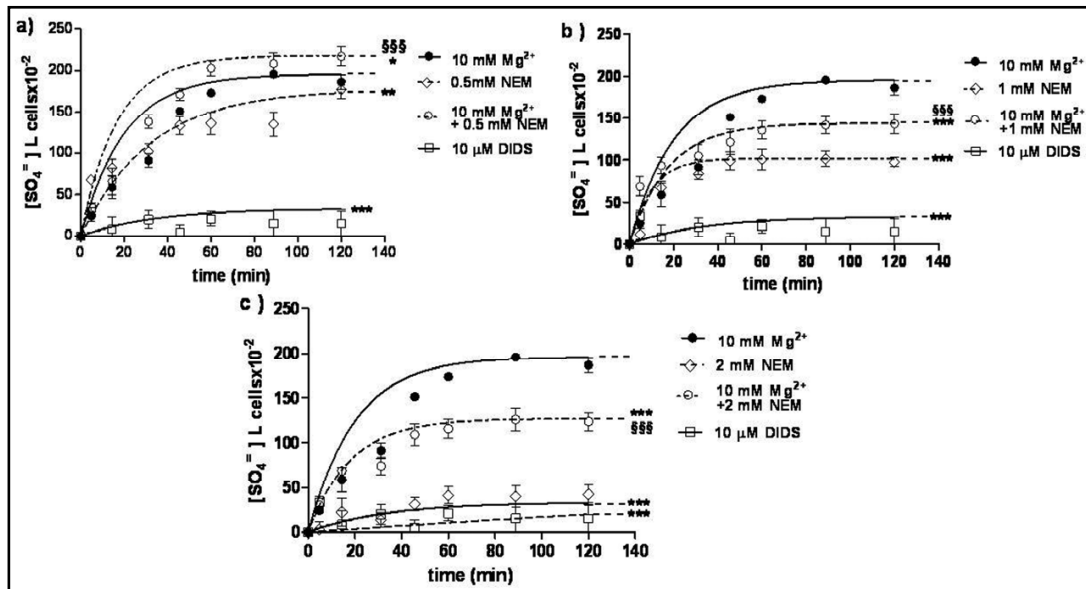 a)
[SO₄⁼] L cellsx10⁻²
250
200
150
100
50
0
0 20 40 60 80 100 120 140
time (min)
§§§
*
**
***
10 mM Mg²⁺
0.5mM NEM
10 mM Mg²⁺
+ 0.5 mM NEM
10 μM DIDS
b )
[SO₄⁼] L cellsx10⁻²
250
200
150
100
50
0
0 20 40 60 80 100 120 140
time (min)
§§§
***
***
***
10 mM Mg²⁺
1 mM NEM
10 mM Mg²⁺
+1 mM NEM
10 μM DIDS
c )
[SO₄⁼] L cellsx10⁻²
250
200
150
100
50
0
0 20 40 60 80 100 120 140
time (min)
***
§§§
***
***
10 mM Mg²⁺
2 mM NEM
10 mM Mg²⁺
+2 mM NEM
10 μM DIDS